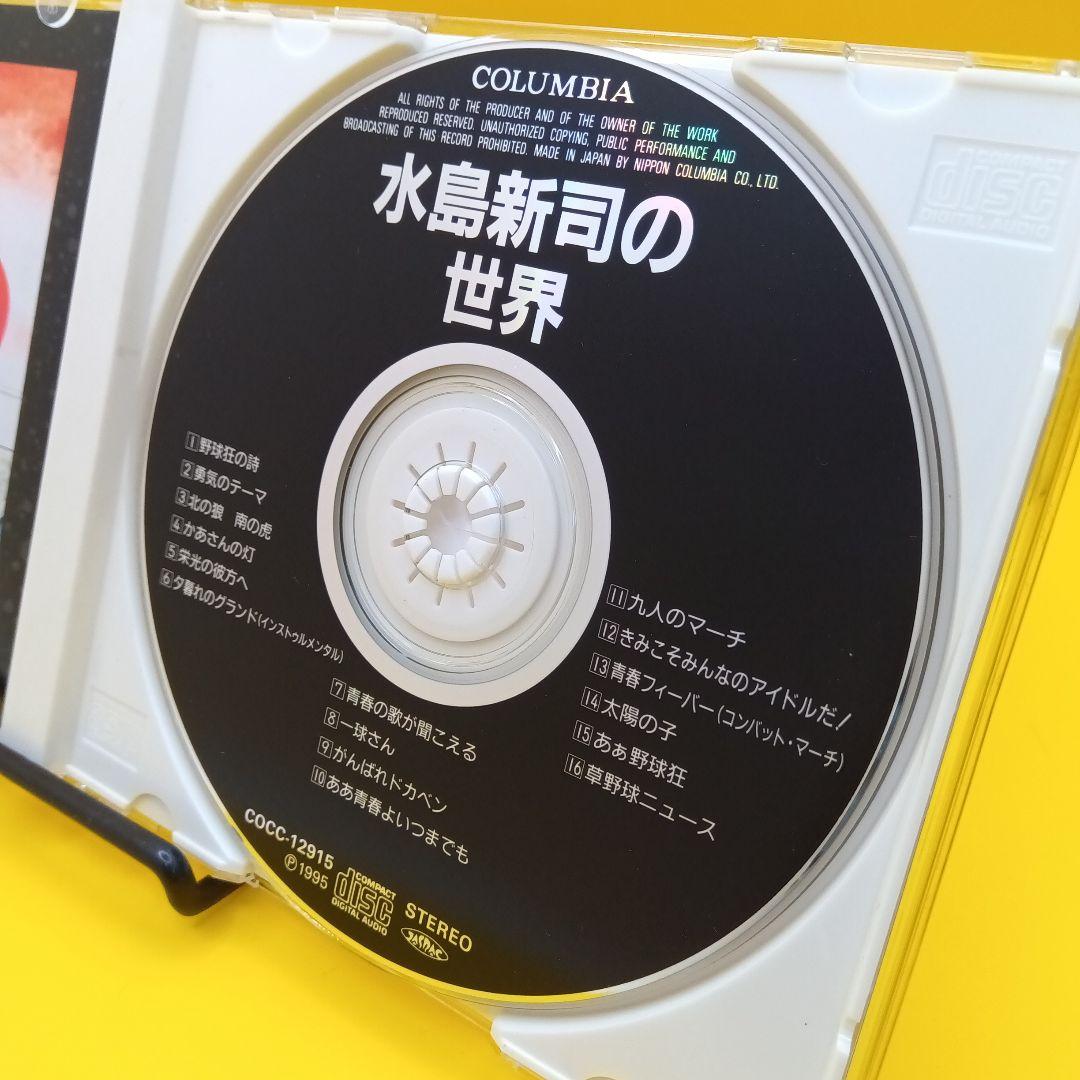 COLUMBIA
ALL RIGHTS OF THE PRODUCER AND OF THE OWNER OF THE WORK
REPRODUCED RESERVED. UNAUTHORIZED COPYING, PUBLIC PERFORMANCE AND
BROADCASTING OF THIS RECORD PROHIBITED. MADE IN JAPAN BY NIPPON COLUMBIA CO., LTD.
水島新司の
世界
1 野球狂の詩
2 勇気のテーマ
3 北の狼 南の虎
4 かあさんの灯
5 栄光の彼方へ
6 夕暮れのグランド(インストゥルメンタル)
7 青春の歌が聞こえる
8 一球さん
9 がんばれドカベン
10 ああ青春よいつまでも
11 九人のマーチ
12 きみこそみんなのアイドルだ!
13 青春フィーバー(コンバット・マーチ)
14 太陽の子
15 あぁ野球狂
16 草野球ニュース
COCC-12915
Ⓟ1995
COMPACT
disc
DIGITAL AUDIO
STEREO
JASRAC
COMPACT
disc
DIGITAL AUDIO